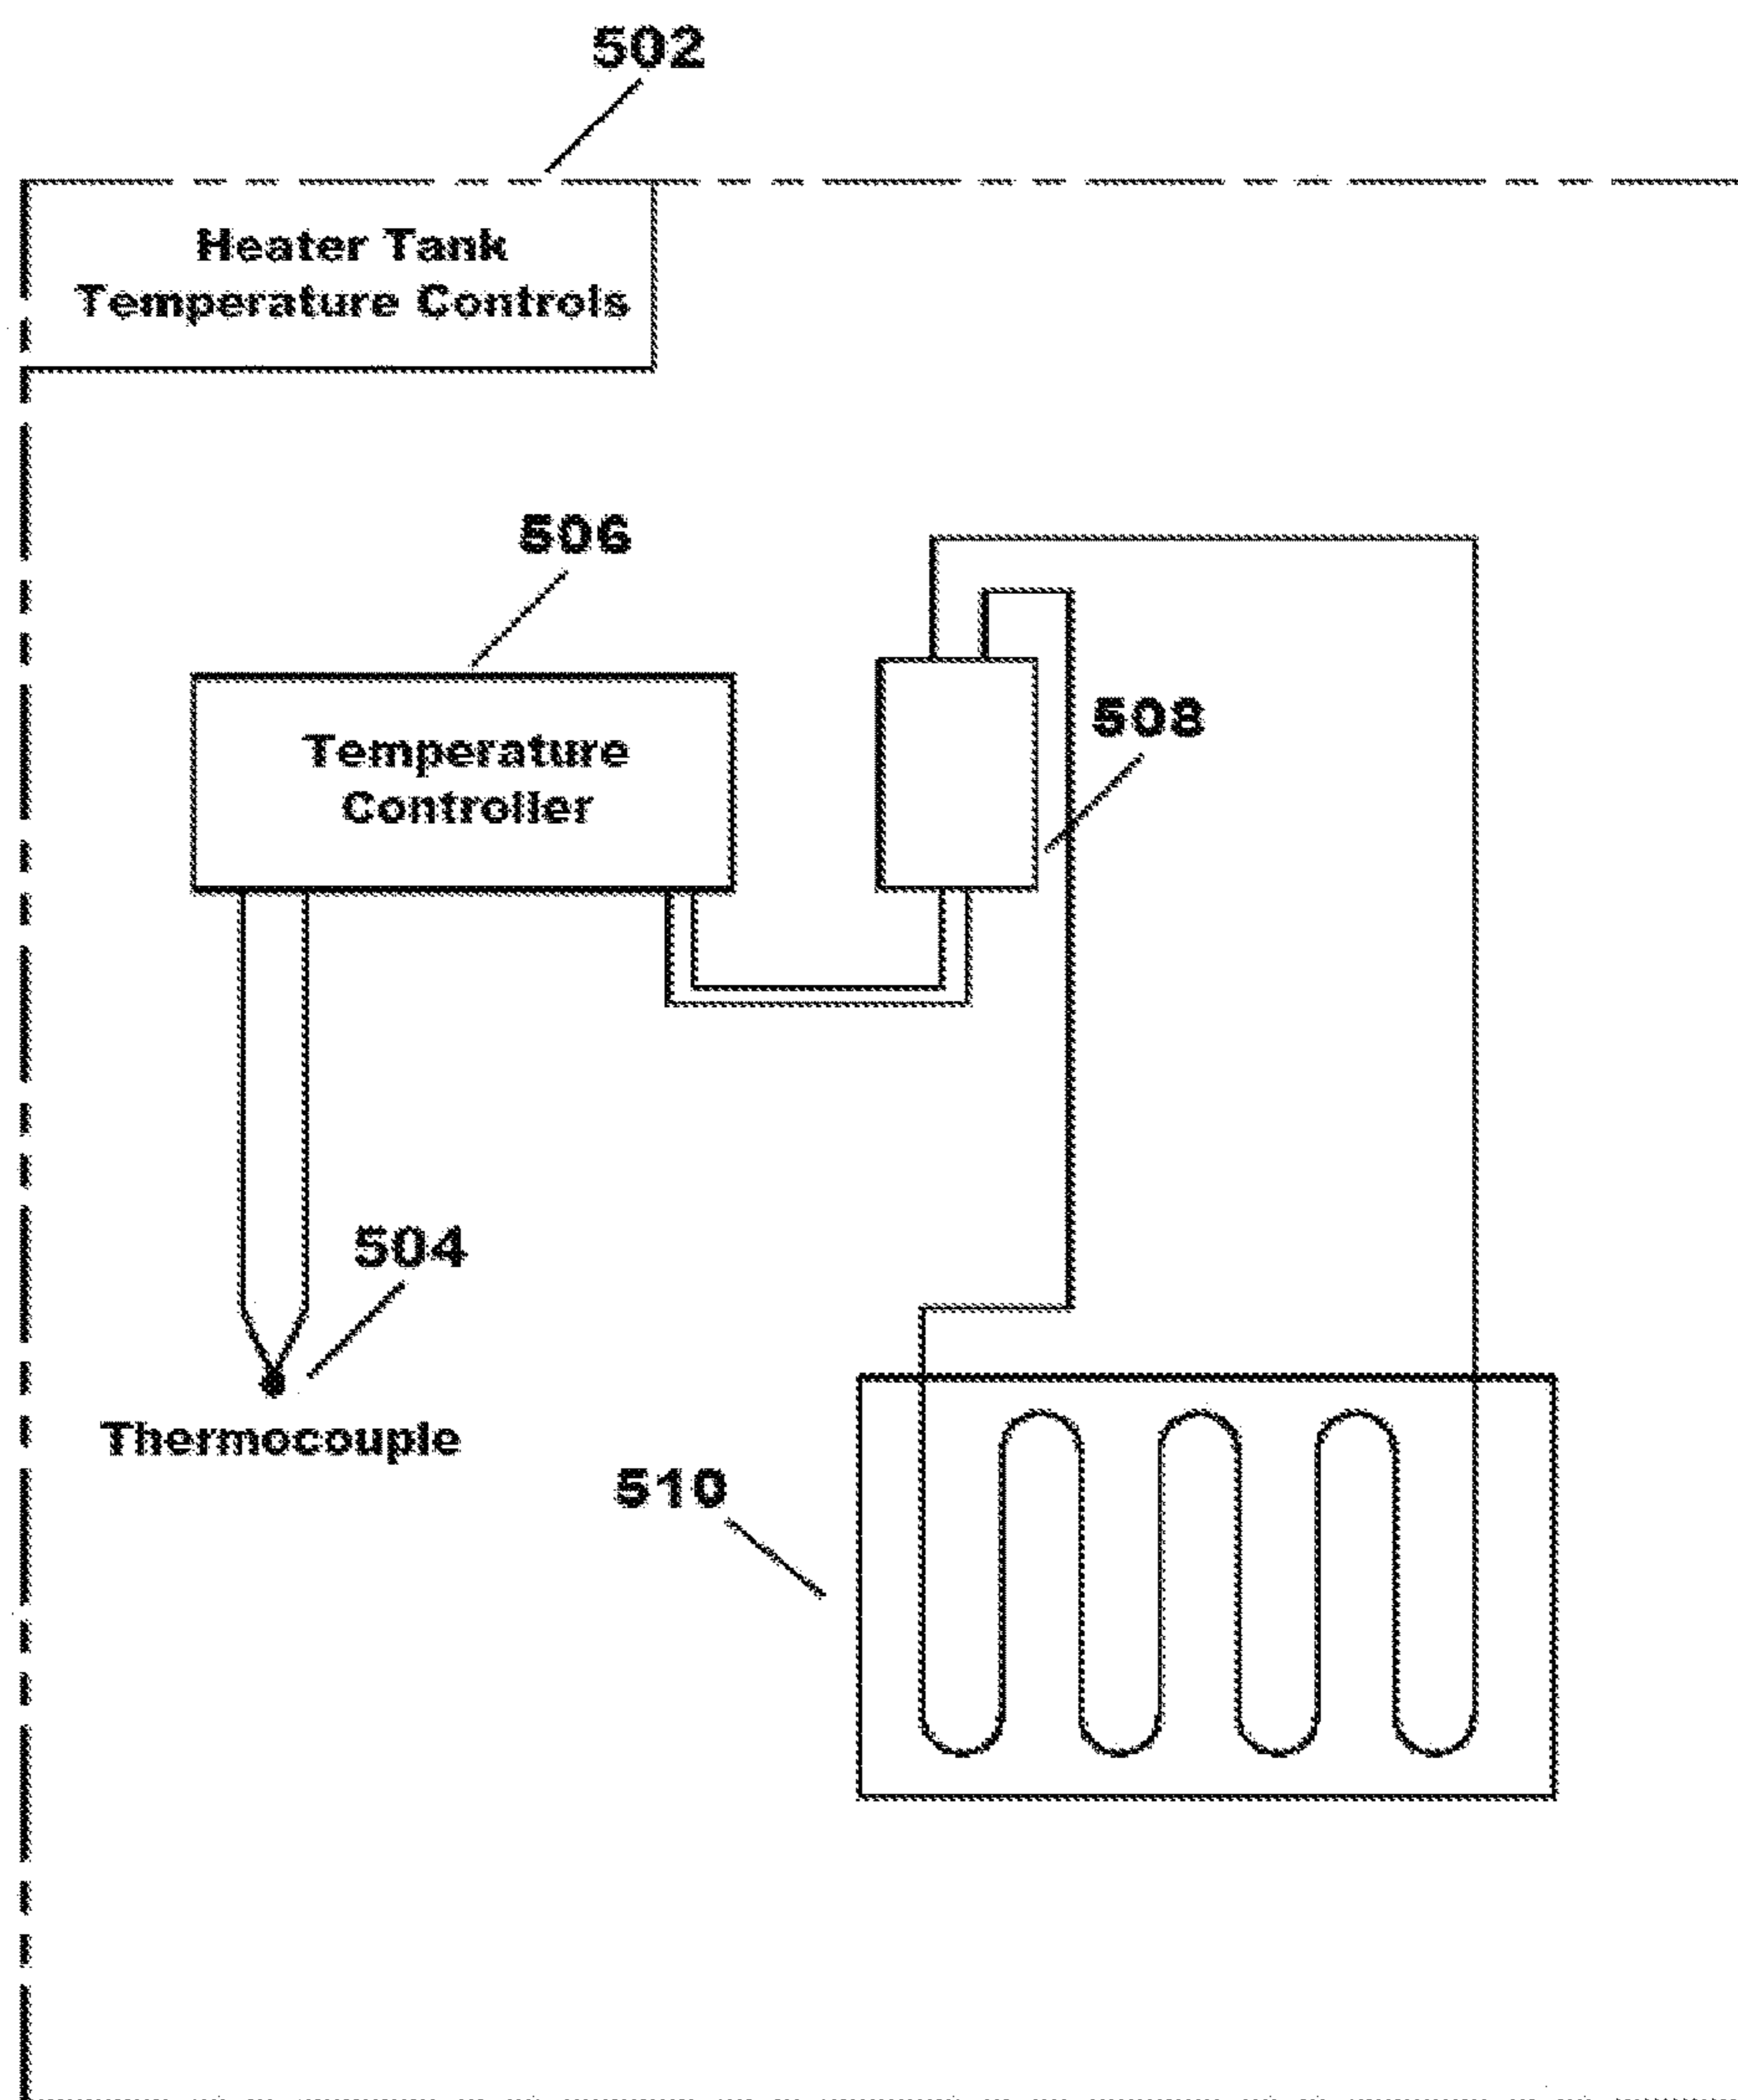 502
Heater Tank
Temperature Controls
506
Temperature
Controller
508
504
Thermocouple
510